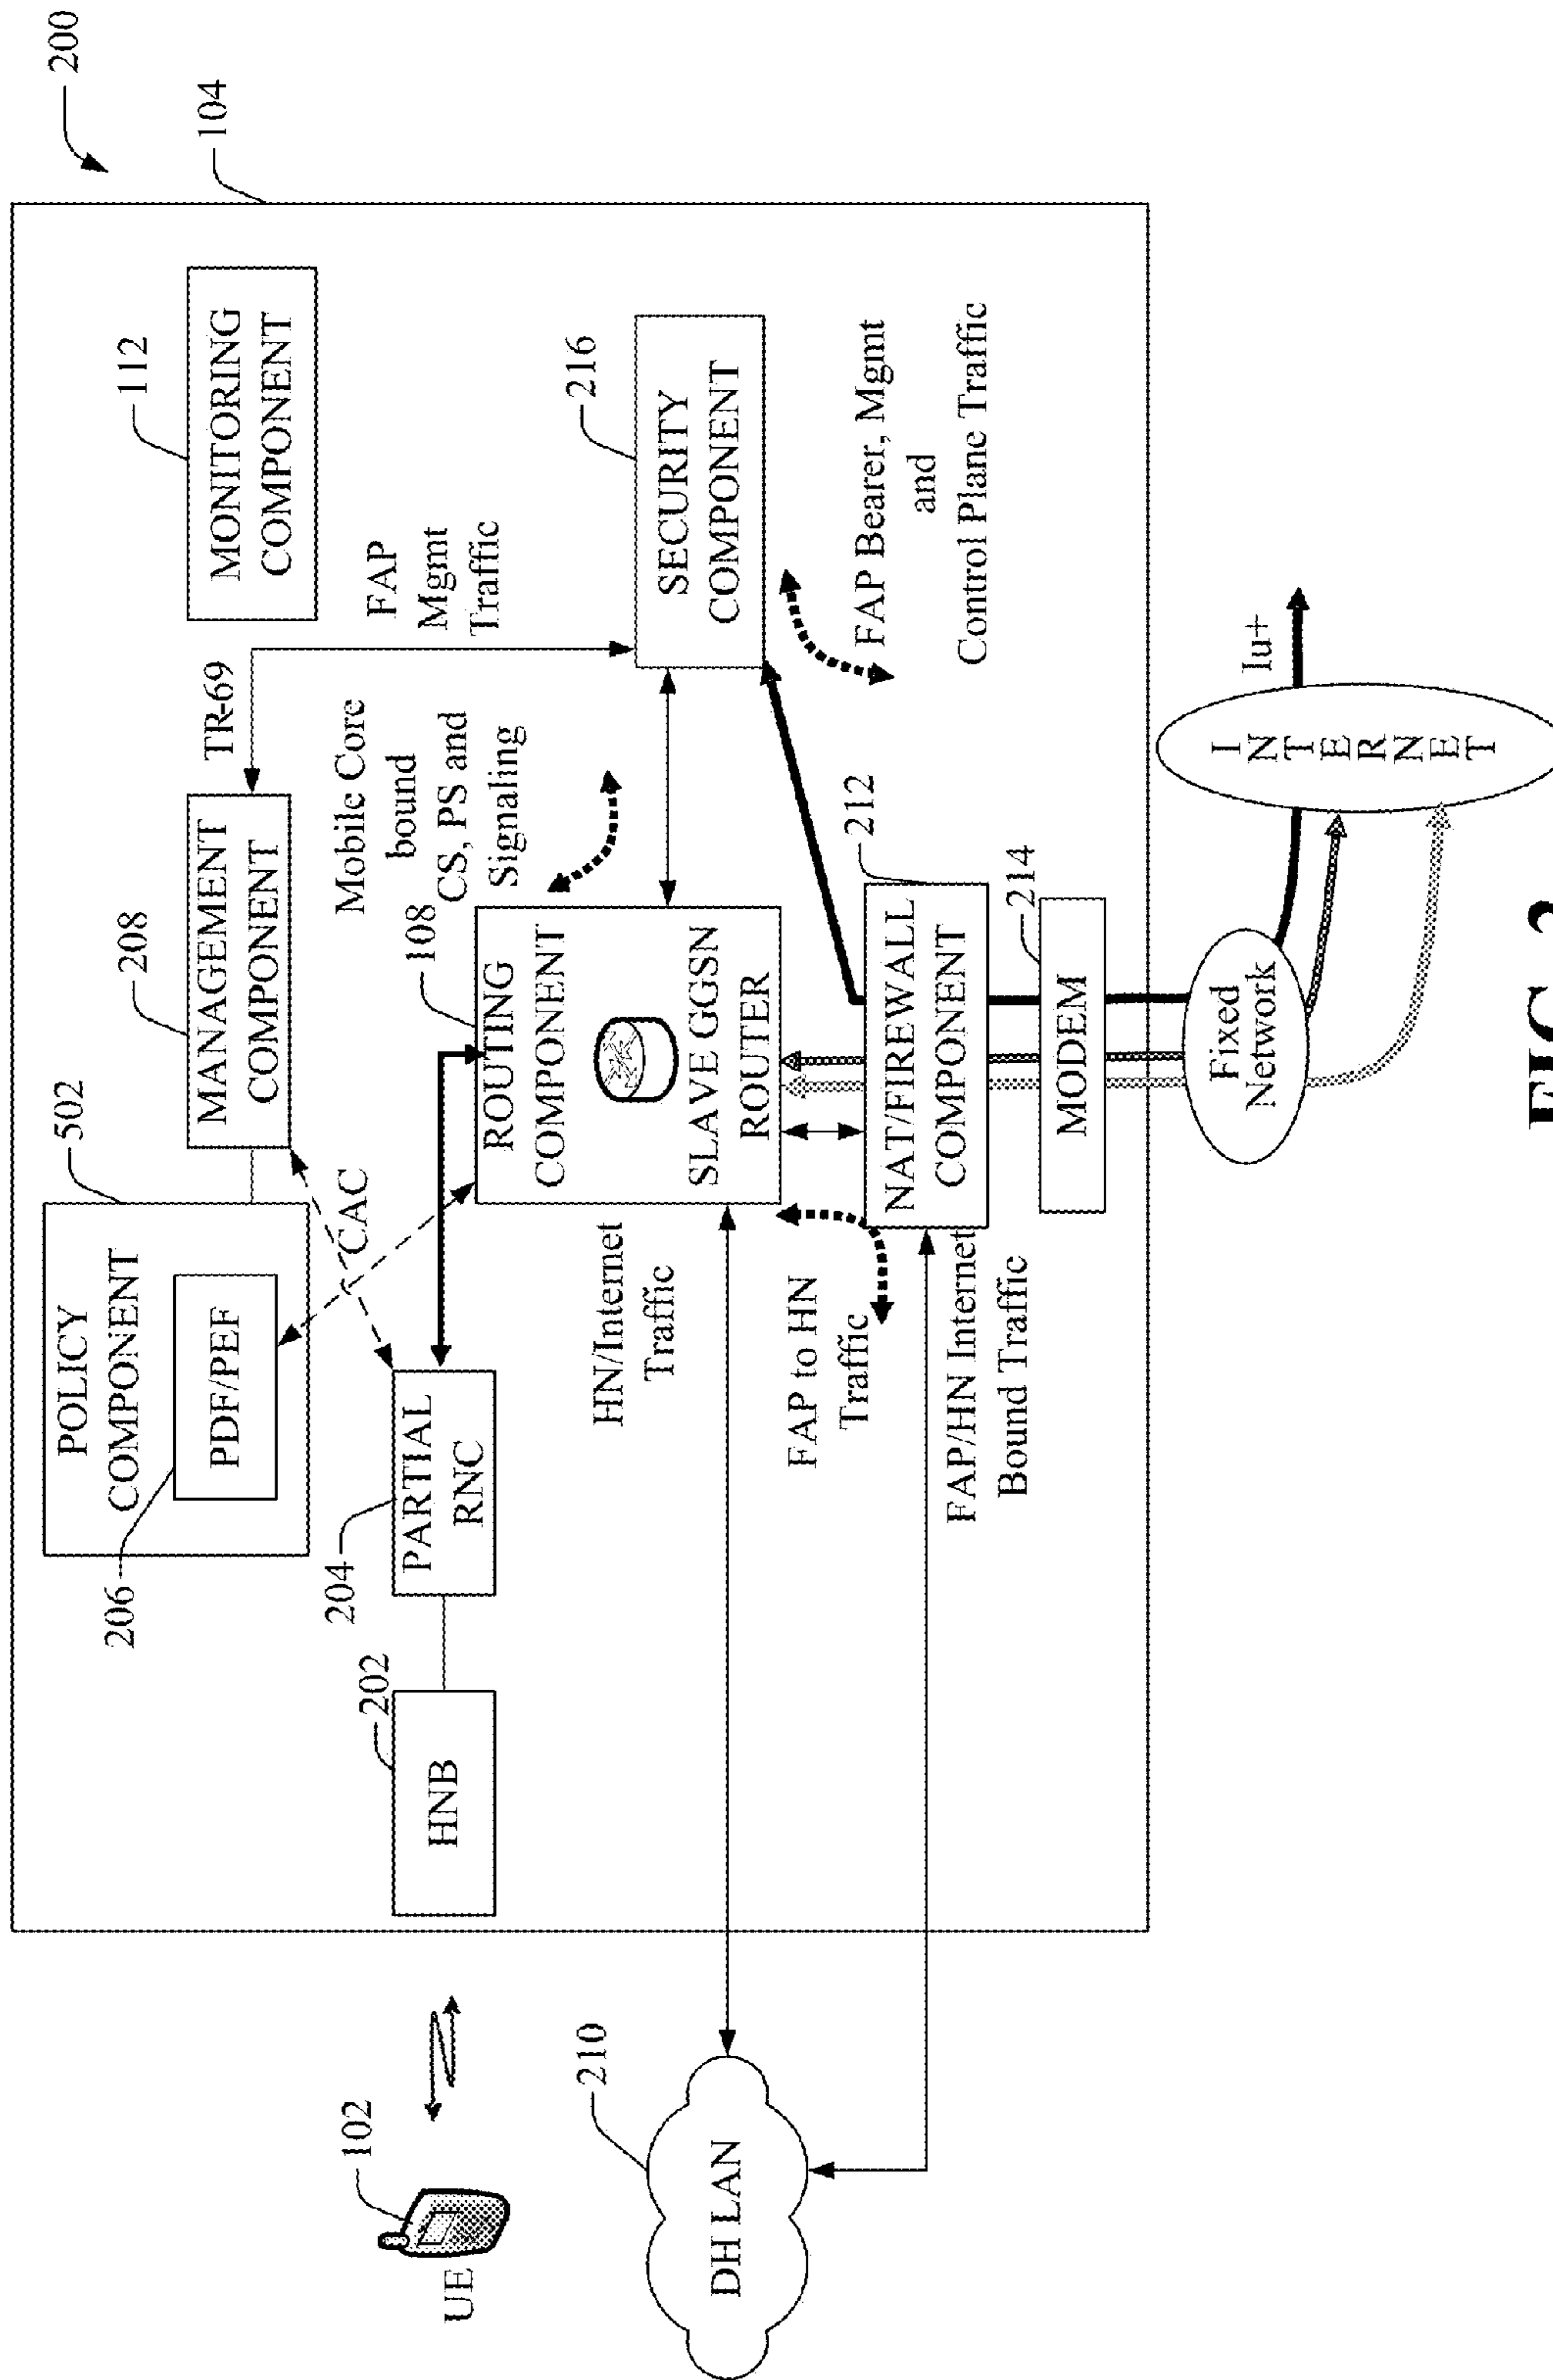 200
104
502
208
112
POLICY
COMPONENT
PDF/PEF
206
MANAGEMENT
COMPONENT
TR-69
MONITORING
COMPONENT
FAP
Mgmt
Traffic
CAC
Mobile Core
bound
CS, PS and
Signaling
102
UE
202
HNB
204
PARTIAL
RNC
108
ROUTING
COMPONENT
SLAVE GGSN
ROUTER
216
SECURITY
COMPONENT
HN/Internet
Traffic
210
DH LAN
FAP to HN
Traffic
212
NAT/FIREWALL
COMPONENT
FAP Bearer, Mgmt
and
Control Plane Traffic
FAP/HN Internet
Bound Traffic
214
MODEM
Fixed
Network
INTERNET
Iu+